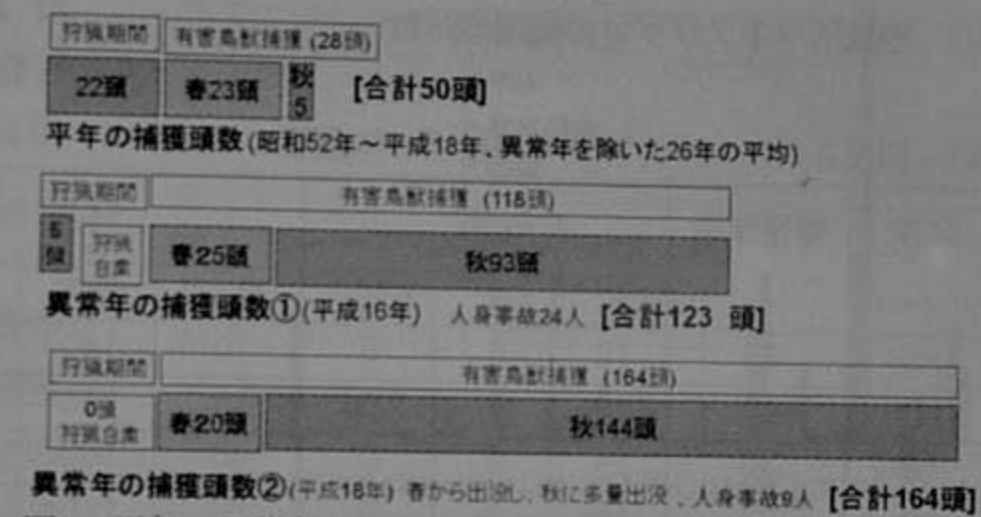 狩猟期間 有害鳥獣捕獲 (28頭)
22頭 春23頭 秋5 [合計50頭]
平年の捕獲頭数(昭和52年～平成18年、異常年を除いた26年の平均)
狩猟期間 有害鳥獣捕獲 (118頭)
5頭 狩猟自粛 春25頭 秋93頭
異常年の捕獲頭数①(平成16年) 人身事故24人 [合計123 頭]
狩猟期間 有害鳥獣捕獲 (164頭)
0頭 狩猟自粛 春20頭 秋144頭
異常年の捕獲頭数②(平成18年) 春から出没し、秋に多量出没、人身事故9人 [合計164頭]